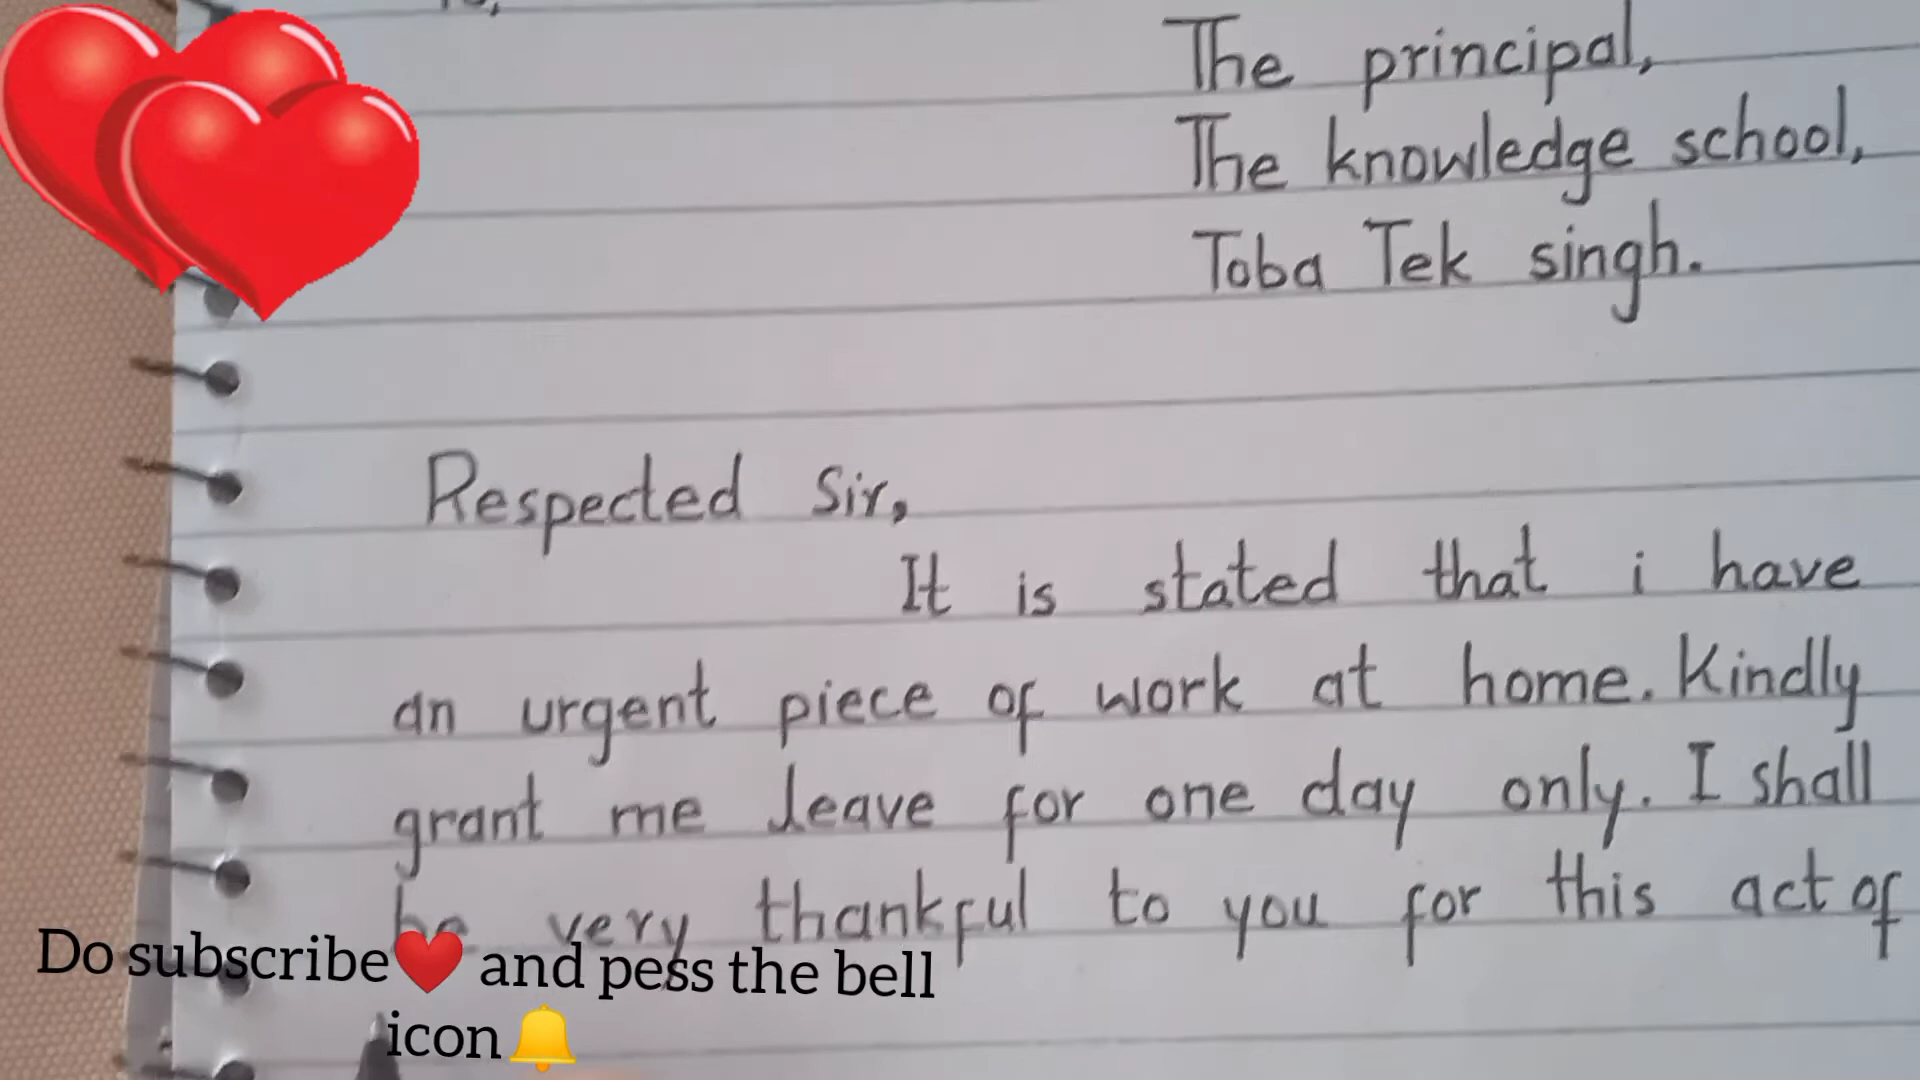 The principal,
The knowledge school,
Toba Tek singh.
Respected Sir,
It is stated that i have
an urgent piece of work at home. Kindly
grant me leave for one day only. I shall
be very thankful to you for this act of
Do subscribe❤️ and pess the bell
icon🔔